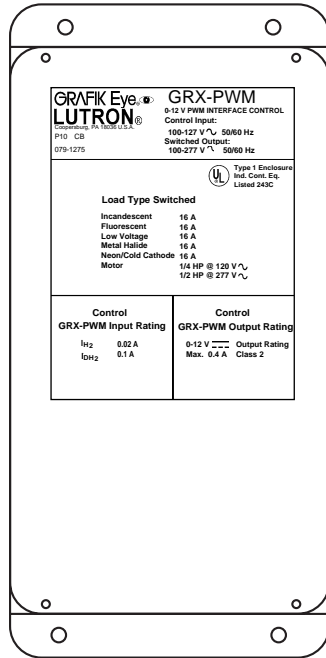 GRAFIK Eye® GRX-PWM
LUTRON® 0-12 V PWM INTERFACE CONTROL
Coopersburg, PA 18036 U.S.A.
Control Input:
P10 CB
100-127 V 50/60 Hz
Switched Output:
079-1275
100-277 V 50/60 Hz
UL
Type 1 Enclosure
Ind. Cont. Eq.
Listed 243C
Load Type Switched
Incandescent 16 A
Fluorescent 16 A
Low Voltage 16 A
Metal Halide 16 A
Neon/Cold Cathode 16 A
Motor 1/4 HP @ 120 V
1/2 HP @ 277 V
Control
GRX-PWM Input Rating
IH2 0.02 A
IDH2 0.1 A
Control
GRX-PWM Output Rating
0-12 V Output Rating
Max. 0.4 A Class 2